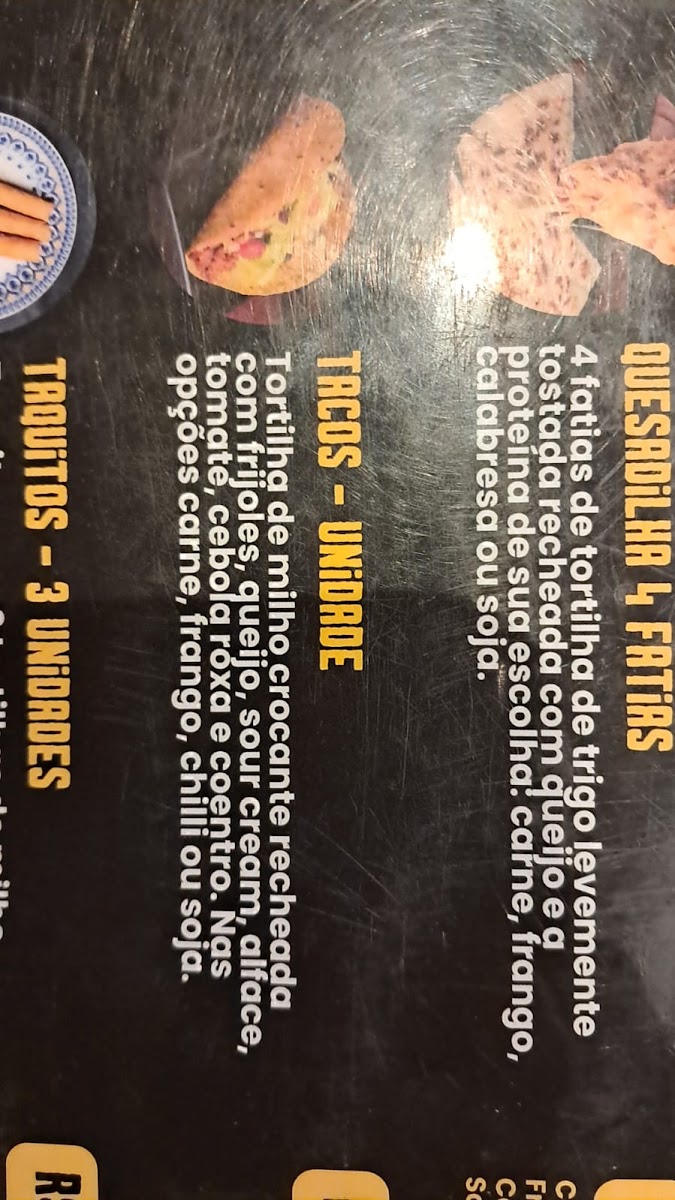 QUESADiLHA 4 FATiAS
4 fatias de tortilha de trigo levemente
tostada recheada com queijo e a
proteína de sua escolha: carne, frango,
calabresa ou soja.
TACOS - UNiDADE
Tortilha de milho crocante recheada
com frijoles, queijo, sour cream, alface,
tomate, cebola roxa e coentro. Nas
opções carne, frango, chilli ou soja.
TAQUiTOS - 3 UNiDADES